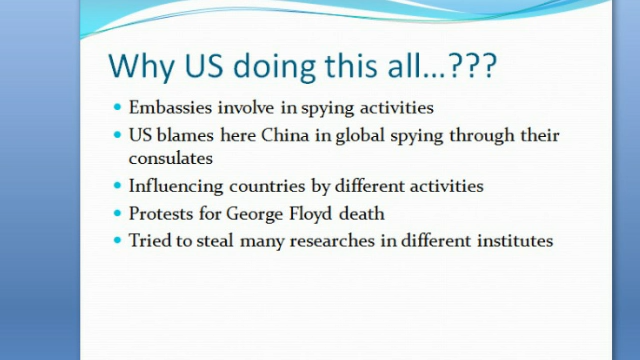 Why US doing this all...???
Embassies involve in spying activities
US blames here China in global spying through their
consulates
Influencing countries by different activities
Protests for George Floyd death
Tried to steal many researches in different institutes